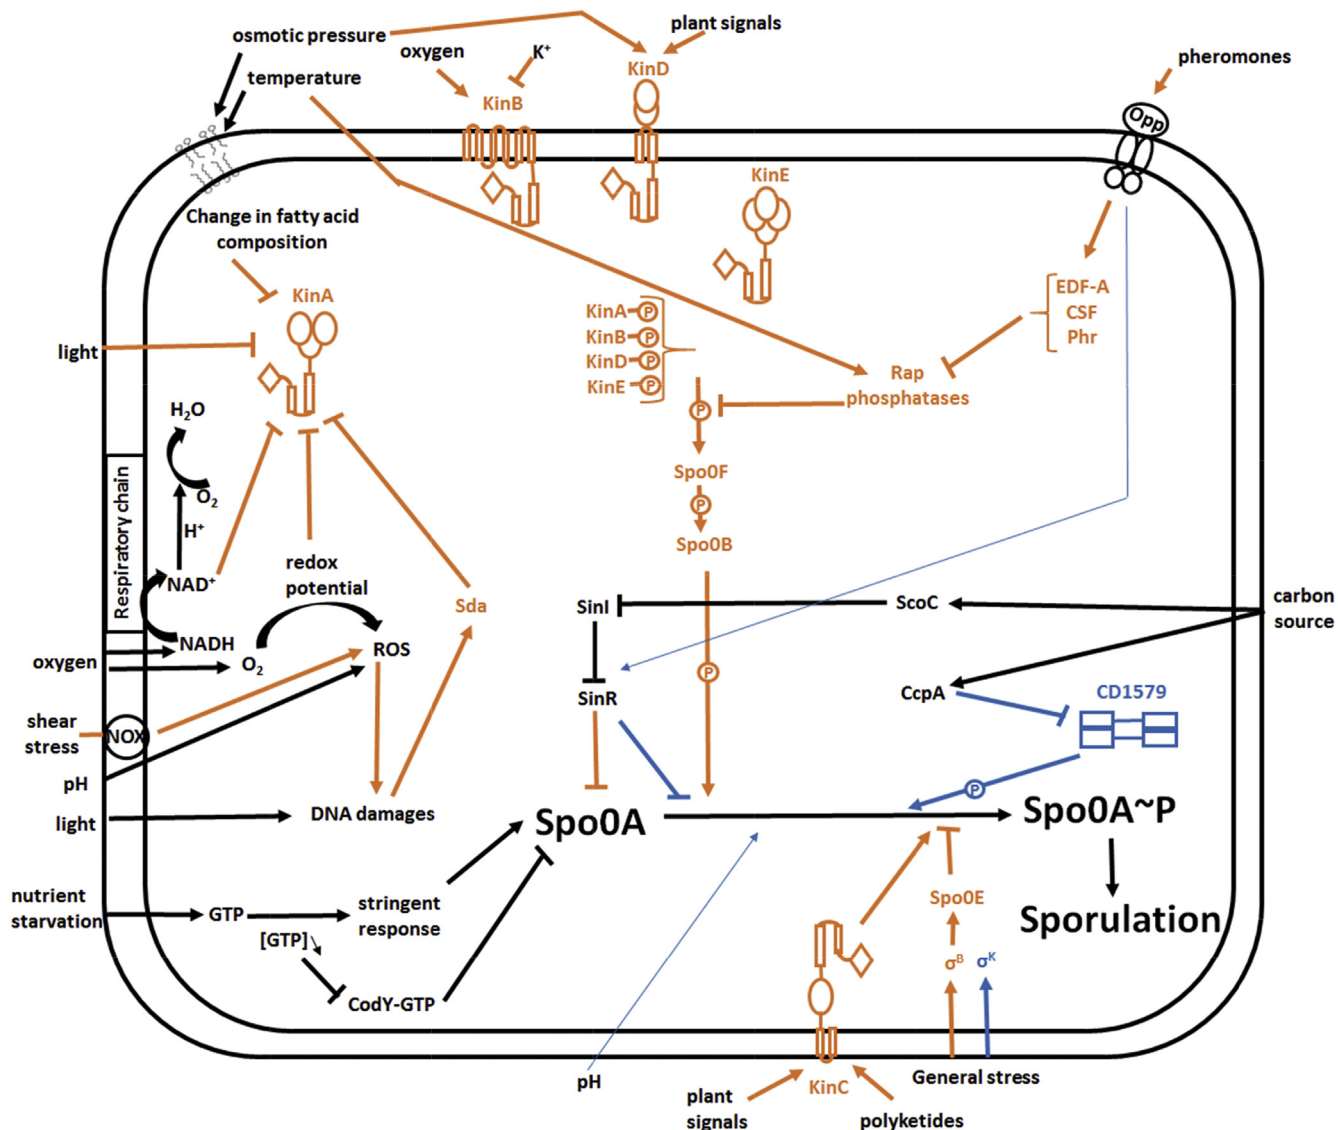 osmotic pressure
plant signals
oxygen
K+
KinD
pheromones
temperature
KinB
Opp
KinE
Change in fatty acid
composition
KinA
EDF-A
CSF
Phr
KinA P
KinB P
KinD P
KinE P
light
Rap
phosphatases
P
H2O
Respiratory chain
O2
H+
Spo0F
P
Spo0B
NAD+
redox
potential
Sda
SinI
ScoC
carbon
source
NADH
oxygen
O2
ROS
P
SinR
CcpA
CD1579
shear
stress
NOX
pH
P
light
DNA damages
Spo0A
Spo0A~P
nutrient
starvation
GTP
stringent
response
[GTP]↘
Spo0E
Sporulation
σB
σK
CodY-GTP
pH
General stress
KinC
plant
signals
polyketides